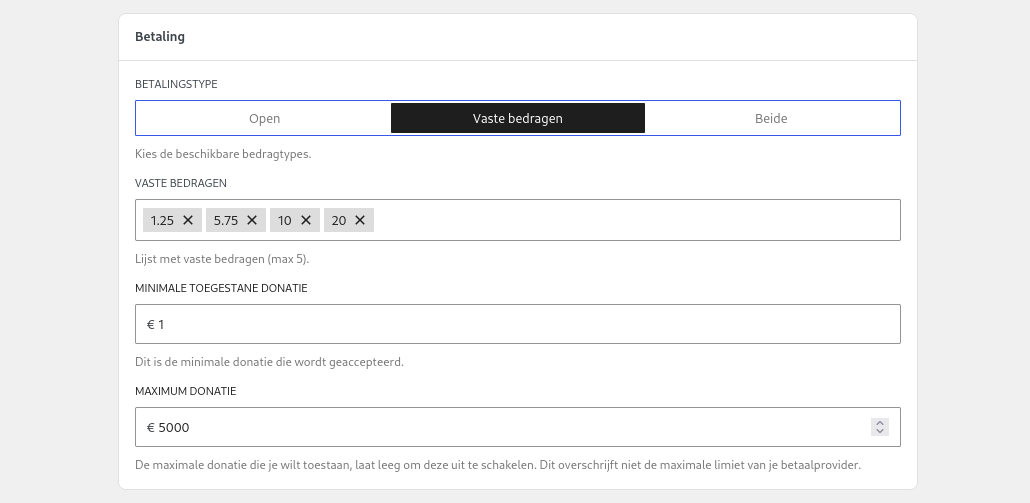 Betaling
BETALINGSTYPE
Open Vaste bedragen Beide
Kies de beschikbare bedragtypes.
VASTE BEDRAGEN
1.25 ✕ 5.75 ✕ 10 ✕ 20 ✕
Lijst met vaste bedragen (max 5).
MINIMALE TOEGESTANE DONATIE
€ 1
Dit is de minimale donatie die wordt geaccepteerd.
MAXIMUM DONATIE
€ 5000
De maximale donatie die je wilt toestaan, laat leeg om deze uit te schakelen. Dit overschrijft niet de maximale limiet van je betaalprovider.